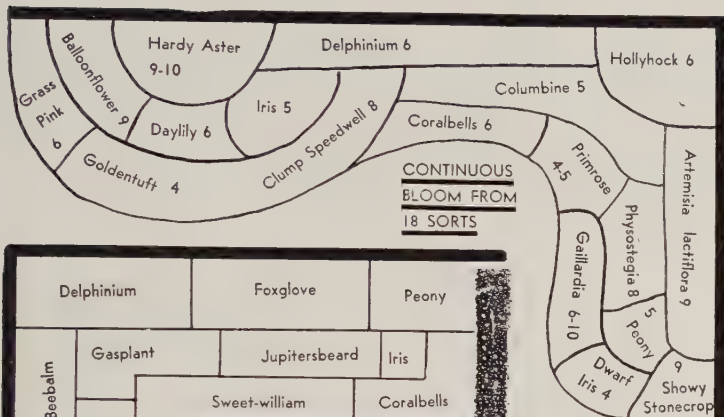 Hardy Aster
9-10
Delphinium 6
Hollyhock 6
Balloonflower 9
Grass
Pink
6
Daylily 6
Iris 5
Columbine 5
Coralbells 6
Goldentuft 4
Clump Speedwell 8
Primrose
4-5
CONTINUOUS
BLOOM FROM
18 SORTS
Artemisia lactiflora 9
Physostegia 8
Gaillardia 6-10
5
Peony
Dwarf
Iris 4
9
Showy
Stonecrop
Delphinium
Foxglove
Peony
Beebalm
Gasplant
Jupitersbeard
Iris
Sweet-william
Coralbells